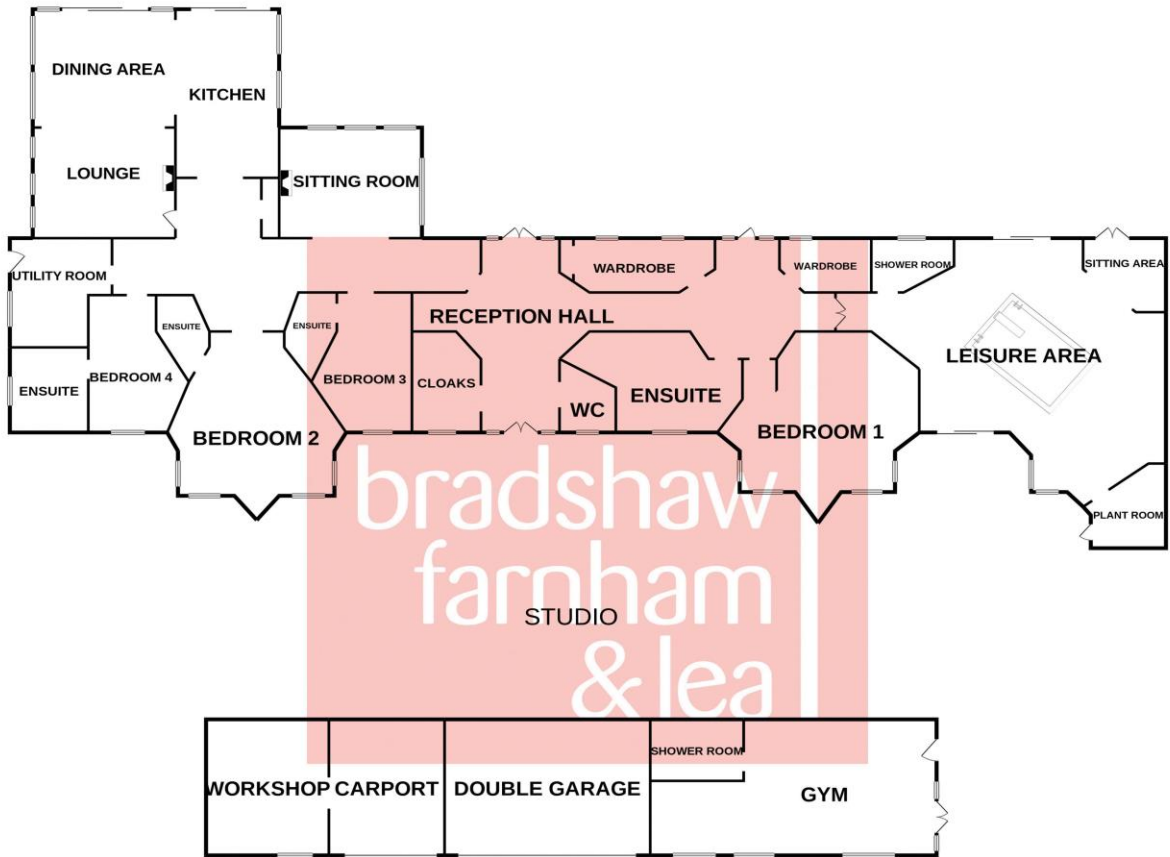 DINING AREA
KITCHEN
LOUNGE
SITTING ROOM
UTILITY ROOM
WARDROBE
WARDROBE
SHOWER ROOM
SITTING AREA
ENSUITE
ENSUITE
RECEPTION HALL
LEISURE AREA
ENSUITE
BEDROOM 4
BEDROOM 3
CLOAKS
WC
ENSUITE
BEDROOM 2
BEDROOM 1
PLANT ROOM
bradshaw
farnham
& lea
STUDIO
SHOWER ROOM
WORKSHOP
CARPORT
DOUBLE GARAGE
GYM